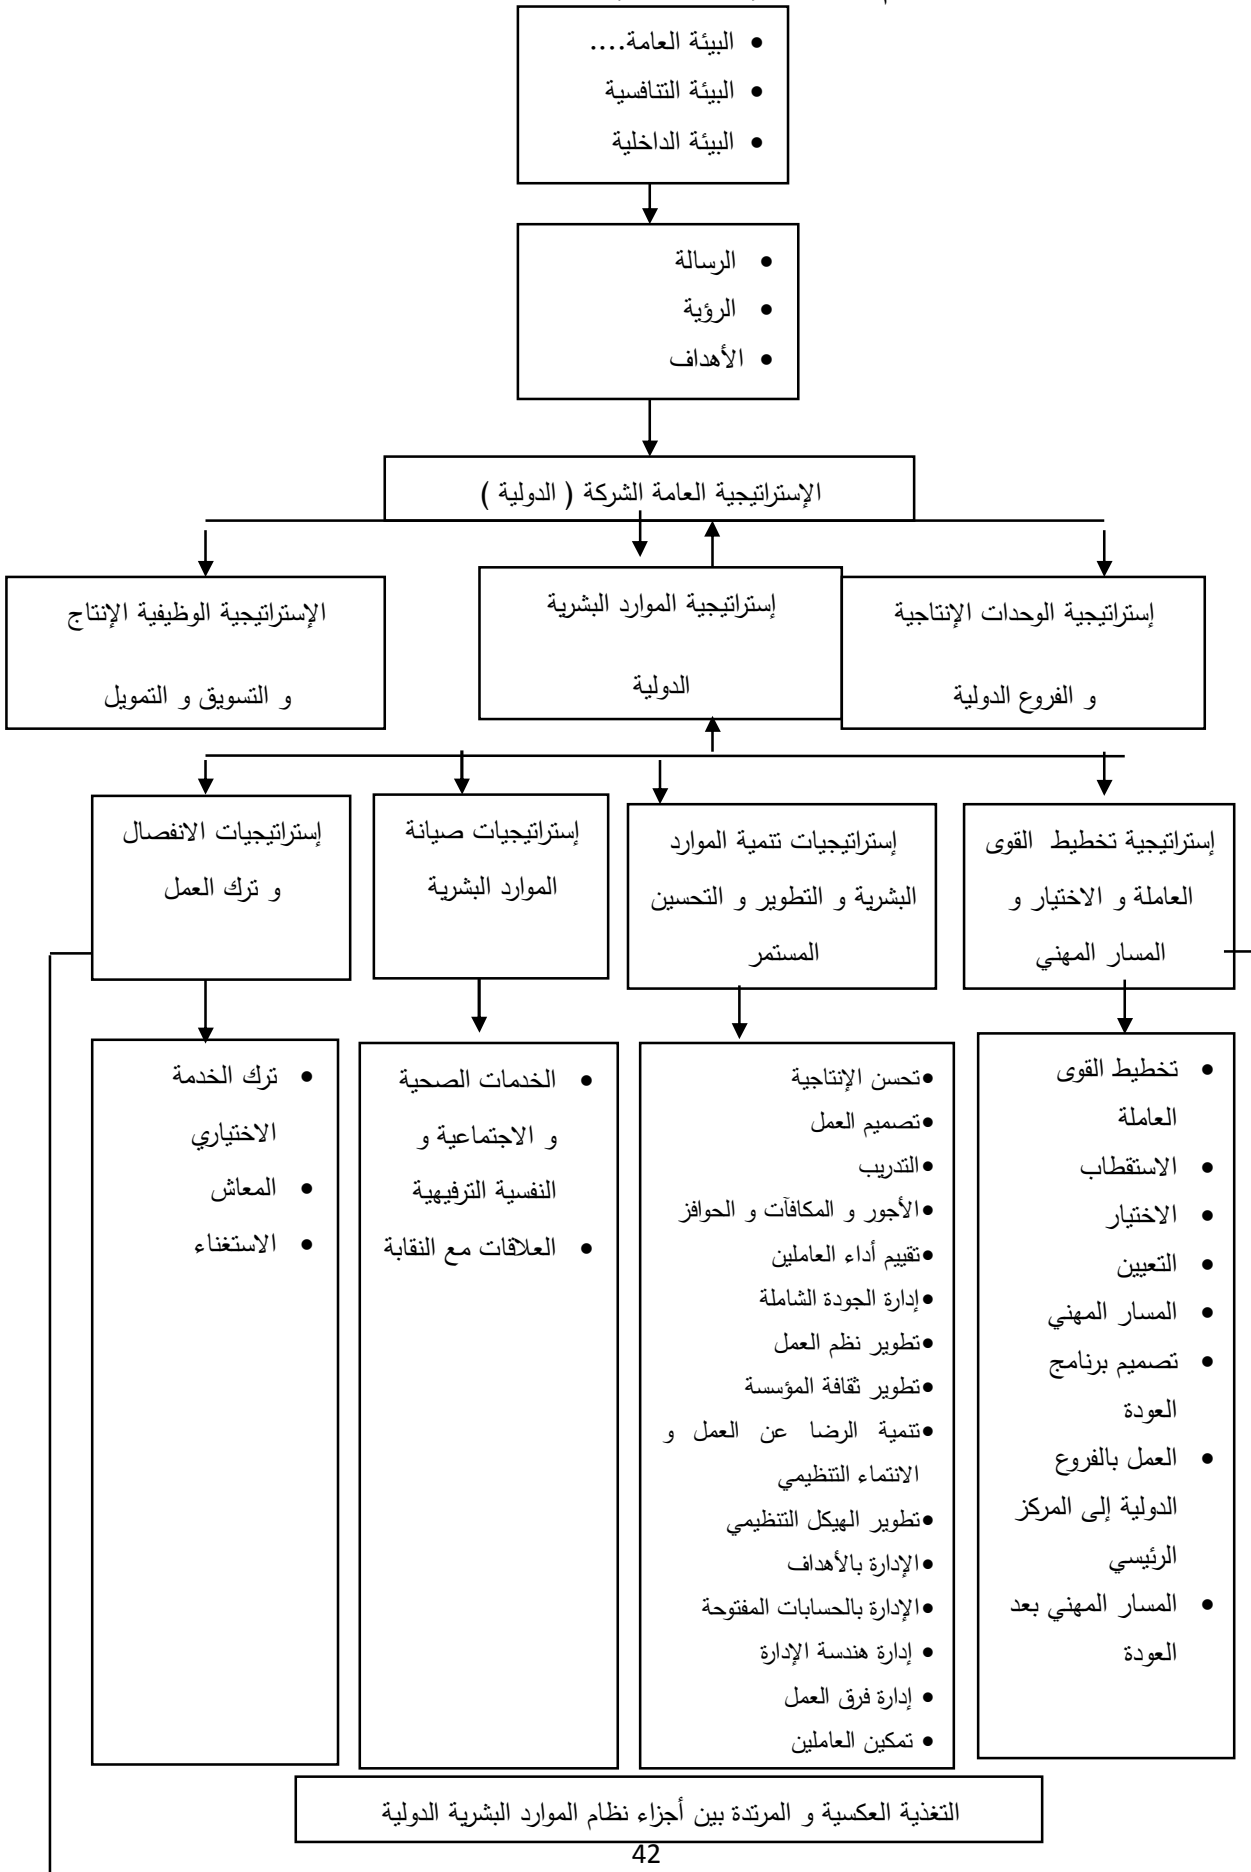 • البيئة العامة....
• البيئة التنافسية
• البيئة الداخلية
• الرسالة
• الرؤية
• الأهداف
الإستراتيجية العامة الشركة ( الدولية )
إستراتيجية الوحدات الإنتاجية
و الفروع الدولية
إستراتيجية الموارد البشرية
الدولية
الإستراتيجية الوظيفية الإنتاج
و التسويق و التمويل
إستراتيجية تخطيط القوى
العاملة و الاختيار و
المسار المهني
إستراتيجيات تنمية الموارد
البشرية و التطوير و التحسين
المستمر
إستراتيجيات صيانة
الموارد البشرية
إستراتيجيات الانفصال
و ترك العمل
• تخطيط القوى
العاملة
• الاستقطاب
• الاختيار
• التعيين
• المسار المهني
• تصميم برنامج
العودة
• العمل بالفروع
الدولية إلى المركز
الرئيسي
• المسار المهني بعد
العودة
• تحسن الإنتاجية
• تصميم العمل
• التدريب
• الأجور و المكافآت و الحوافز
• تقييم أداء العاملين
• إدارة الجودة الشاملة
• تطوير نظم العمل
• تطوير ثقافة المؤسسة
• تنمية الرضا عن العمل و
الانتماء التنظيمي
• تطوير الهيكل التنظيمي
• الإدارة بالأهداف
• الإدارة بالحسابات المفتوحة
• إدارة هندسة الإدارة
• إدارة فرق العمل
• تمكين العاملين
• الخدمات الصحية
و الاجتماعية و
النفسية الترفيهية
• العلاقات مع النقابة
• ترك الخدمة
الاختياري
• المعاش
• الاستغناء
التغذية العكسية و المرتدة بين أجزاء نظام الموارد البشرية الدولية
42